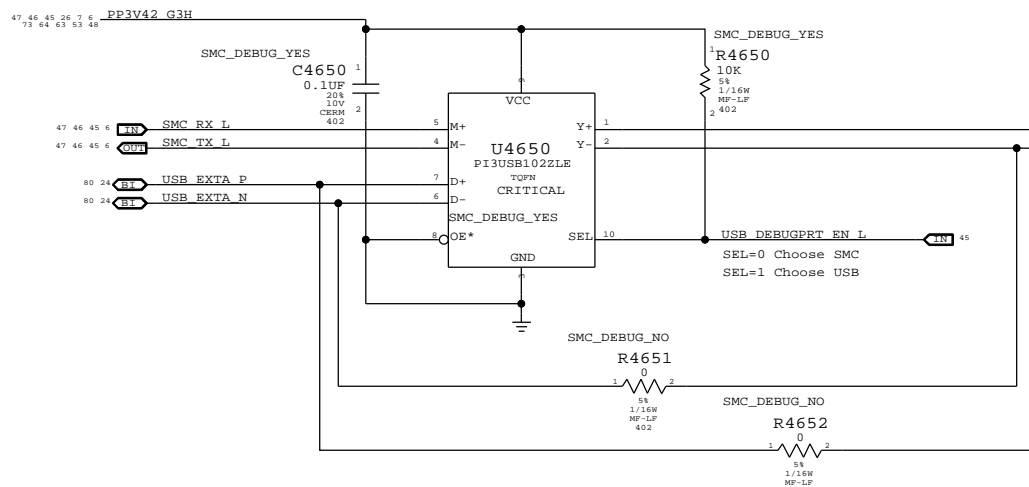 47 46 45 26 7 6
73 64 63 53 48
PP3V42_G3H
SMC_DEBUG_YES
C4650
0.1UF
20%
10V
CERM
402
1
2
SMC_DEBUG_YES
R4650
10K
5%
1/16W
MF-LF
402
1
2
9
VCC
47 46 45 6 IN SMC_RX_L 5 M+ Y+ 1
47 46 45 6 OUT SMC_TX_L 4 M- Y- 2
U4650
PI3USB102ZLE
TQFN
CRITICAL
80 24 BI USB_EXTA_P 7 D+
80 24 BI USB_EXTA_N 6 D-
SMC_DEBUG_YES
8 OE* SEL 10 USB_DEBUGPRT_EN_L IN 45
SEL=0 Choose SMC
SEL=1 Choose USB
GND
3
SMC_DEBUG_NO
R4651
0
1 2
5%
1/16W
MF-LF
402
SMC_DEBUG_NO
R4652
0
1 2
5%
1/16W
MF-LF